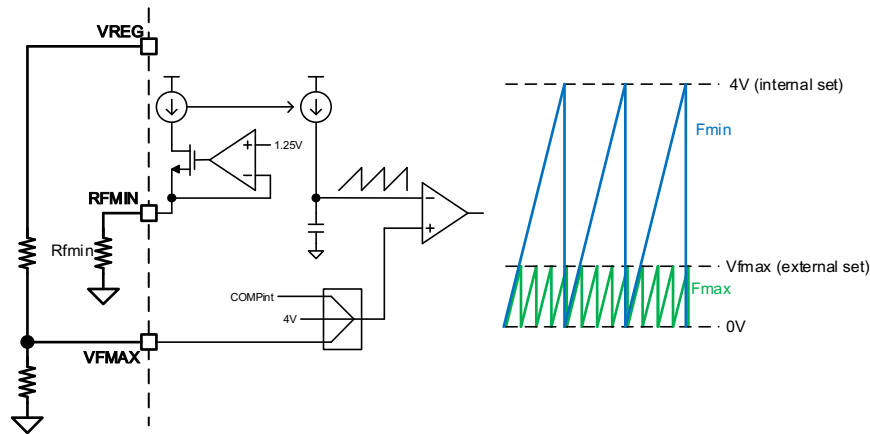 VREG
4V (internal set)
Fmin
+
1.25V
−
RFMIN
Rfmin
−
+
Vfmax (external set)
Fmax
COMPint
4V
0V
VFMAX